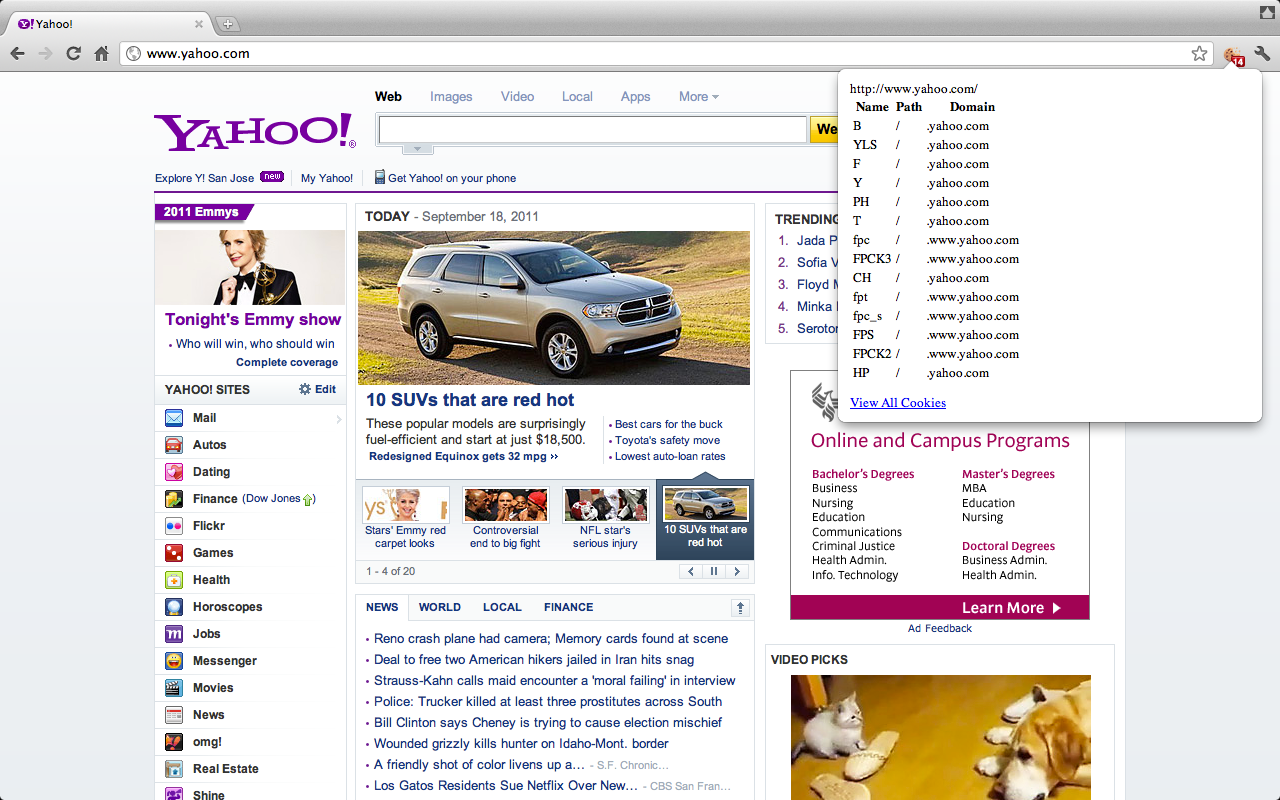 Yahoo!
www.yahoo.com
14
Web Images Video Local Apps More
YAHOO!®
We
Explore Y! San Jose new My Yahoo! Get Yahoo! on your phone
2011 Emmys
Tonight's Emmy show
• Who will win, who should win
Complete coverage
YAHOO! SITES Edit
Mail
Autos
Dating
Finance (Dow Jones)
Flickr
Games
Health
Horoscopes
Jobs
Messenger
Movies
News
omg!
Real Estate
Shine
TODAY - September 18, 2011
10 SUVs that are red hot
These popular models are surprisingly
fuel-efficient and start at just $18,500.
Redesigned Equinox gets 32 mpg ››
• Best cars for the buck
• Toyota's safety move
• Lowest auto-loan rates
ys
Stars' Emmy red
carpet looks
Controversial
end to big fight
NFL star's
serious injury
10 SUVs that are
red hot
1 - 4 of 20
NEWS WORLD LOCAL FINANCE
• Reno crash plane had camera; Memory cards found at scene
• Deal to free two American hikers jailed in Iran hits snag
• Strauss-Kahn calls maid encounter a 'moral failing' in interview
• Police: Trucker killed at least three prostitutes across South
• Bill Clinton says Cheney is trying to cause election mischief
• Wounded grizzly kills hunter on Idaho-Mont. border
• A friendly shot of color livens up a... - S.F. Chronic...
• Los Gatos Residents Sue Netflix Over New... - CBS San Fran...
TRENDING
1. Jada P
2. Sofia V
3. Floyd M
4. Minka
5. Seroton
http://www.yahoo.com/
Name Path Domain
B / .yahoo.com
YLS / .yahoo.com
F / .yahoo.com
Y / .yahoo.com
PH / .yahoo.com
T / .yahoo.com
fpc / .www.yahoo.com
FPCK3 / .www.yahoo.com
CH / .yahoo.com
fpt / .www.yahoo.com
fpc_s / .www.yahoo.com
FPS / .www.yahoo.com
FPCK2 / .www.yahoo.com
HP / .yahoo.com
View All Cookies
Online and Campus Programs
Bachelor's Degrees
Business
Nursing
Education
Communications
Criminal Justice
Health Admin.
Info. Technology
Master's Degrees
MBA
Education
Nursing
Doctoral Degrees
Business Admin.
Health Admin.
Learn More
Ad Feedback
VIDEO PICKS